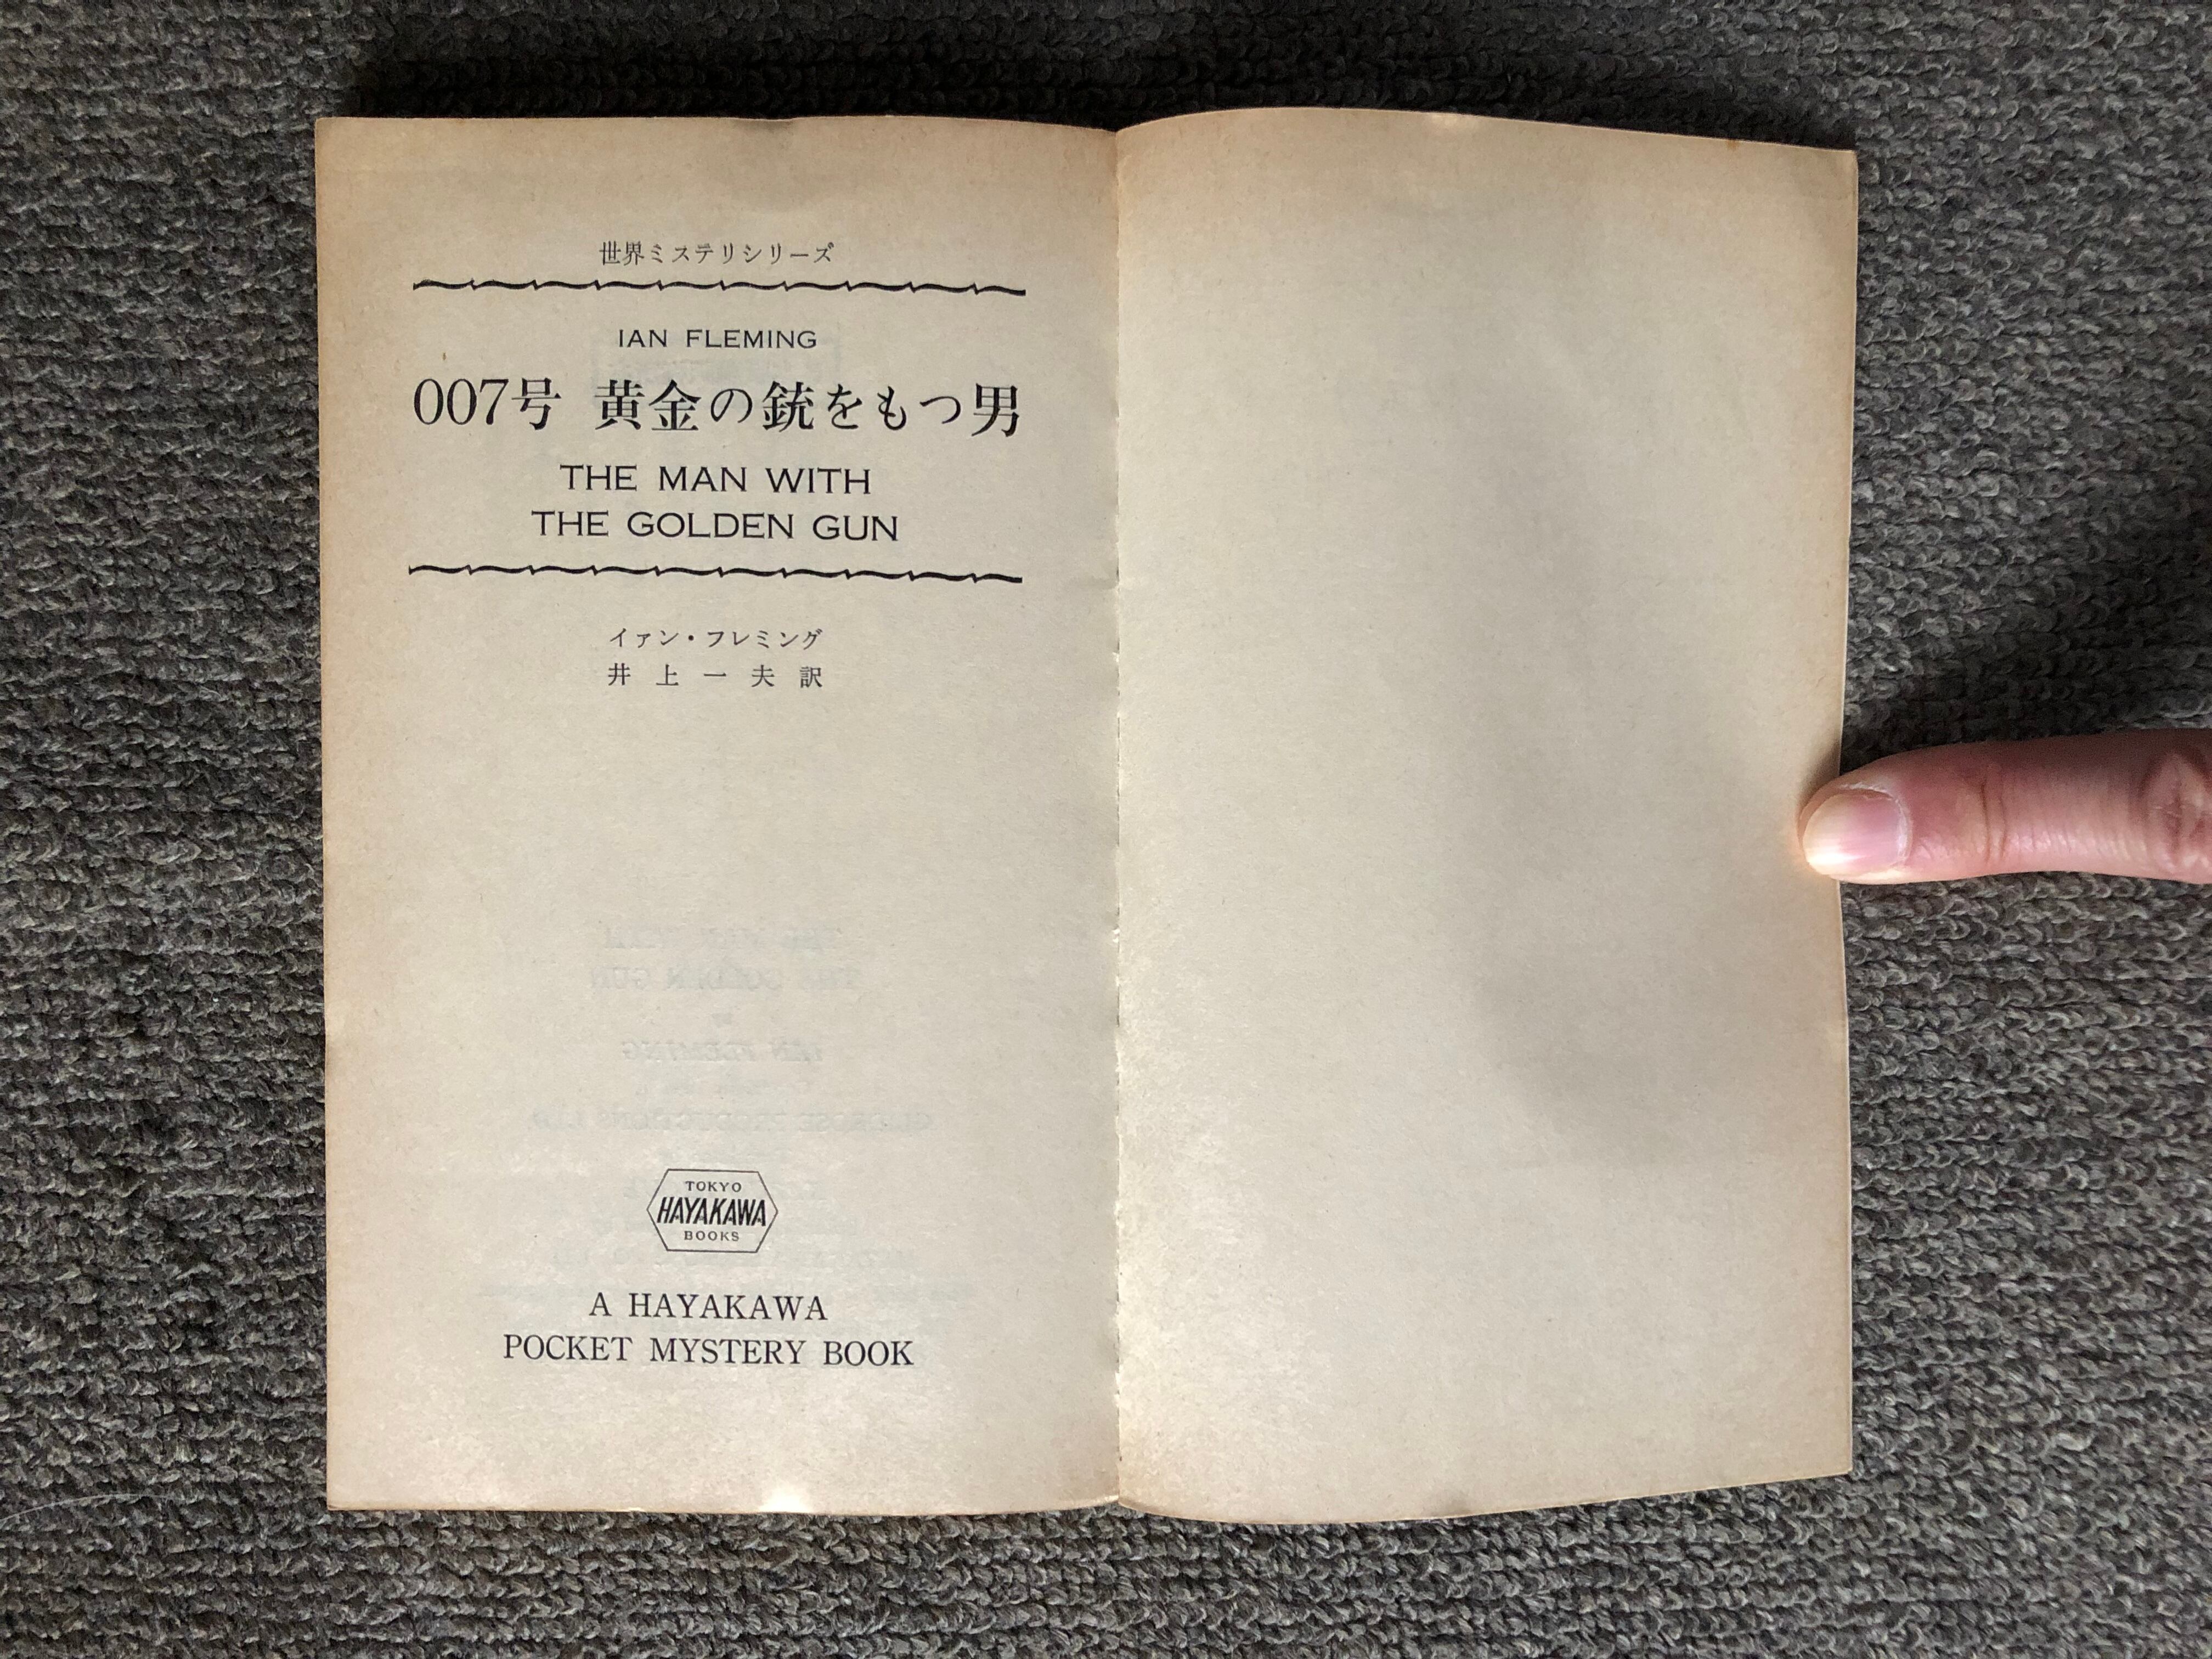 世界ミステリシリーズ
IAN FLEMING
007号 黄金の銃をもつ男
THE MAN WITH
THE GOLDEN GUN
イァン・フレミング
井上一夫訳
TOKYO
HAYAKAWA
BOOKS
A HAYAKAWA
POCKET MYSTERY BOOK